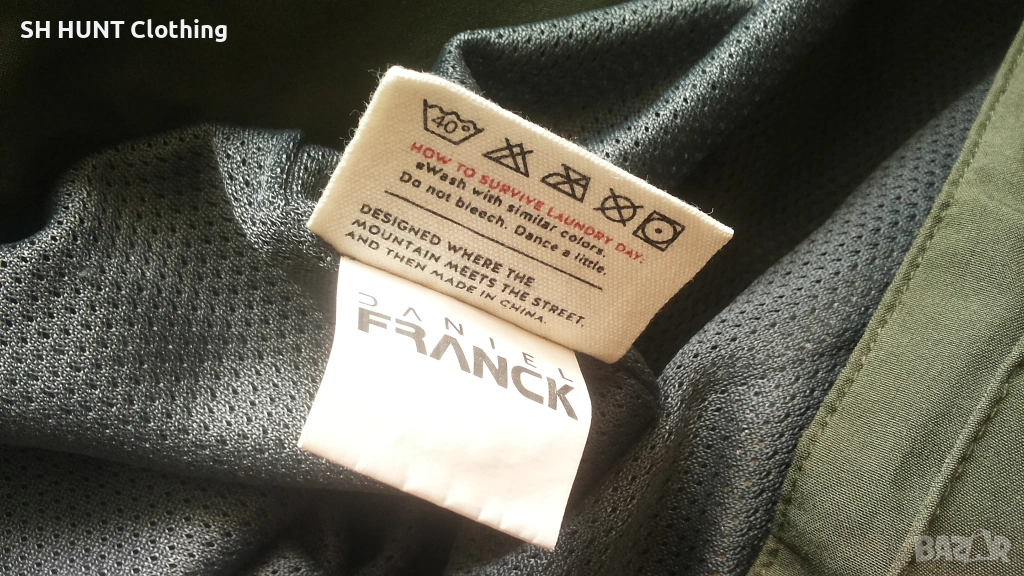 SH HUNT Clothing
40°
HOW TO SURVIVE LAUNDRY DAY:
eWash with similar colors.
Do not bleech. Dance a little.
DESIGNED WHERE THE
MOUNTAIN MEETS THE STREET.
AND THEN MADE IN CHINA.
DANIEL
FRANCK
BAZAR